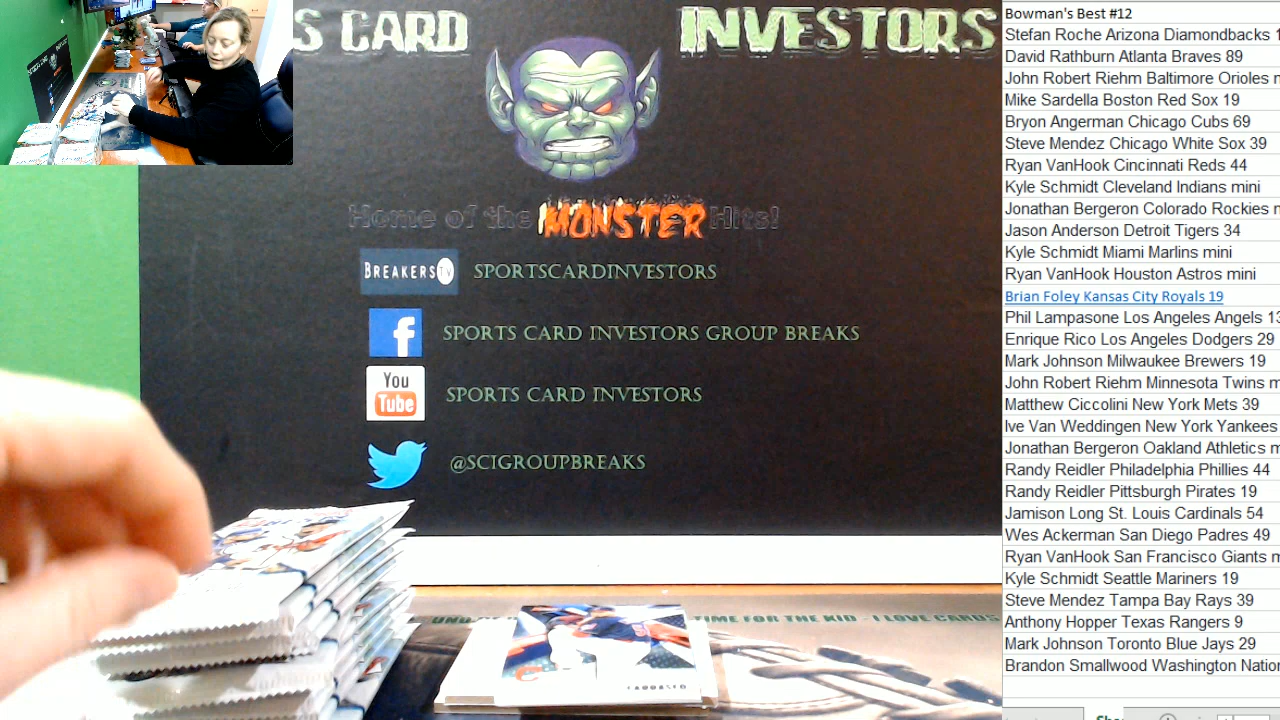 S CARD INVESTORS
Home of the MONSTER Hits!
BREAKERS TV SPORTSCARDINVESTORS
f SPORTS CARD INVESTORS GROUP BREAKS
You Tube SPORTS CARD INVESTORS
@SCIGROUPBREAKS
TIME FOR THE KID - I LOVE CARDS
Bowman's Best #12
Stefan Roche Arizona Diamondbacks 1
David Rathburn Atlanta Braves 89
John Robert Riehm Baltimore Orioles m
Mike Sardella Boston Red Sox 19
Bryon Angerman Chicago Cubs 69
Steve Mendez Chicago White Sox 39
Ryan VanHook Cincinnati Reds 44
Kyle Schmidt Cleveland Indians mini
Jonathan Bergeron Colorado Rockies m
Jason Anderson Detroit Tigers 34
Kyle Schmidt Miami Marlins mini
Ryan VanHook Houston Astros mini
Brian Foley Kansas City Royals 19
Phil Lampasone Los Angeles Angels 13
Enrique Rico Los Angeles Dodgers 29
Mark Johnson Milwaukee Brewers 19
John Robert Riehm Minnesota Twins m
Matthew Ciccolini New York Mets 39
Ive Van Weddingen New York Yankees
Jonathan Bergeron Oakland Athletics m
Randy Reidler Philadelphia Phillies 44
Randy Reidler Pittsburgh Pirates 19
Jamison Long St. Louis Cardinals 54
Wes Ackerman San Diego Padres 49
Ryan VanHook San Francisco Giants m
Kyle Schmidt Seattle Mariners 19
Steve Mendez Tampa Bay Rays 39
Anthony Hopper Texas Rangers 9
Mark Johnson Toronto Blue Jays 29
Brandon Smallwood Washington Nation